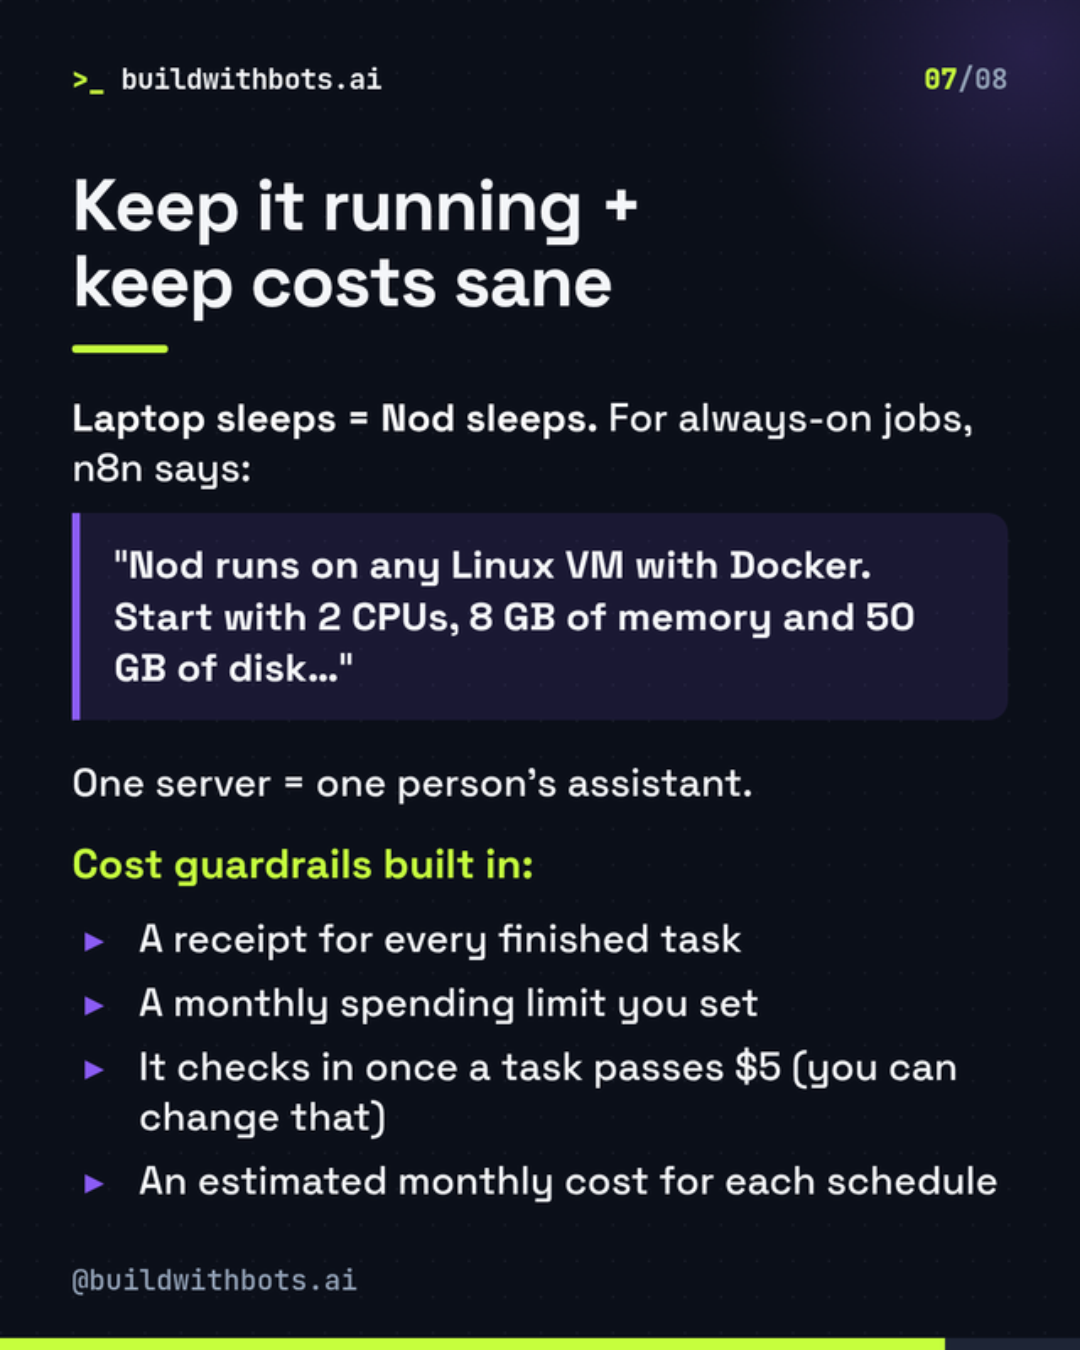 >_ buildwithbots.ai
07/08
Keep it running +
keep costs sane
Laptop sleeps = Nod sleeps. For always-on jobs,
n8n says:
"Nod runs on any Linux VM with Docker.
Start with 2 CPUs, 8 GB of memory and 50
GB of disk..."
One server = one person’s assistant.
Cost guardrails built in:
▸ A receipt for every finished task
▸ A monthly spending limit you set
▸ It checks in once a task passes $5 (you can
change that)
▸ An estimated monthly cost for each schedule
@buildwithbots.ai